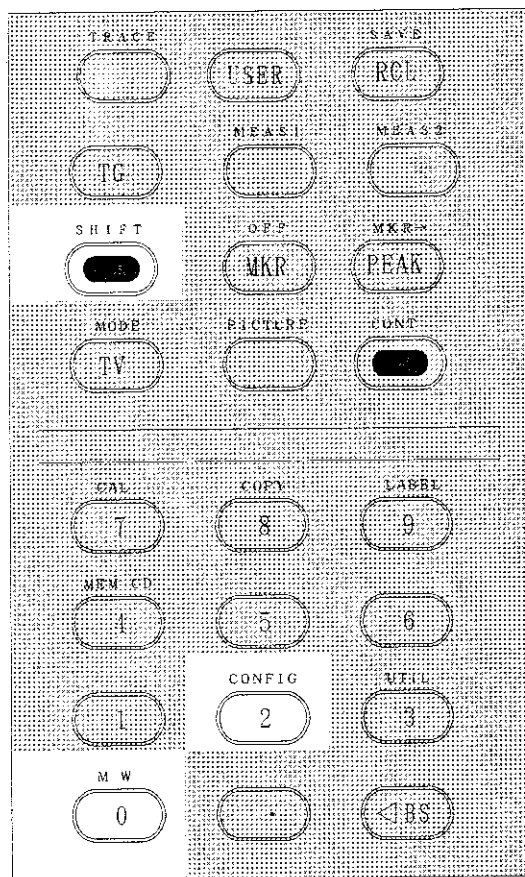 TRACE SAVE
USER RCL
MEAS1 MEAS2
TG
SHIFT OFF MKR→
MKR PEAK
MODE PICTURE CONT
TV
CAL COPY LABEL
7 8 9
MEM CD
4 5 6
CONFIG UTIL
1 2 3
M W
0 . ◁BS